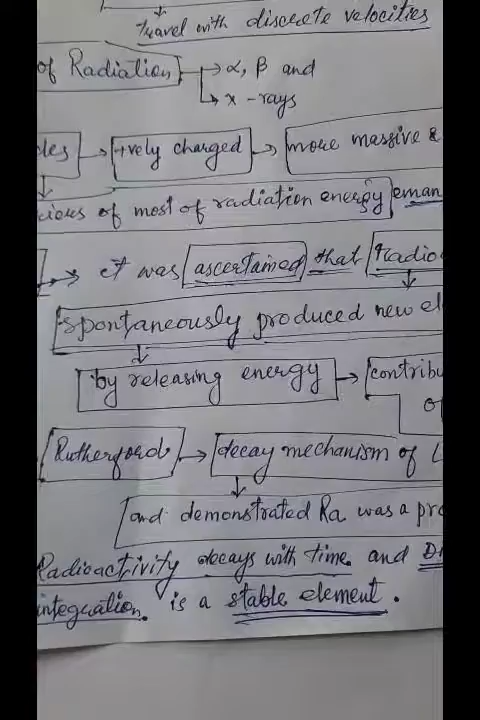 travel with discrete velocities
of Radiation → α, β and
→ x-rays
→ +vely charged → more massive &
of most of radiation energy eman
→ it was ascertained that radio
spontaneously produced new el
by releasing energy → contribu
Rutherford → decay mechanism of
and demonstrated Ra was a pro
Radioactivity decays with time and Di
integration. is a stable element.